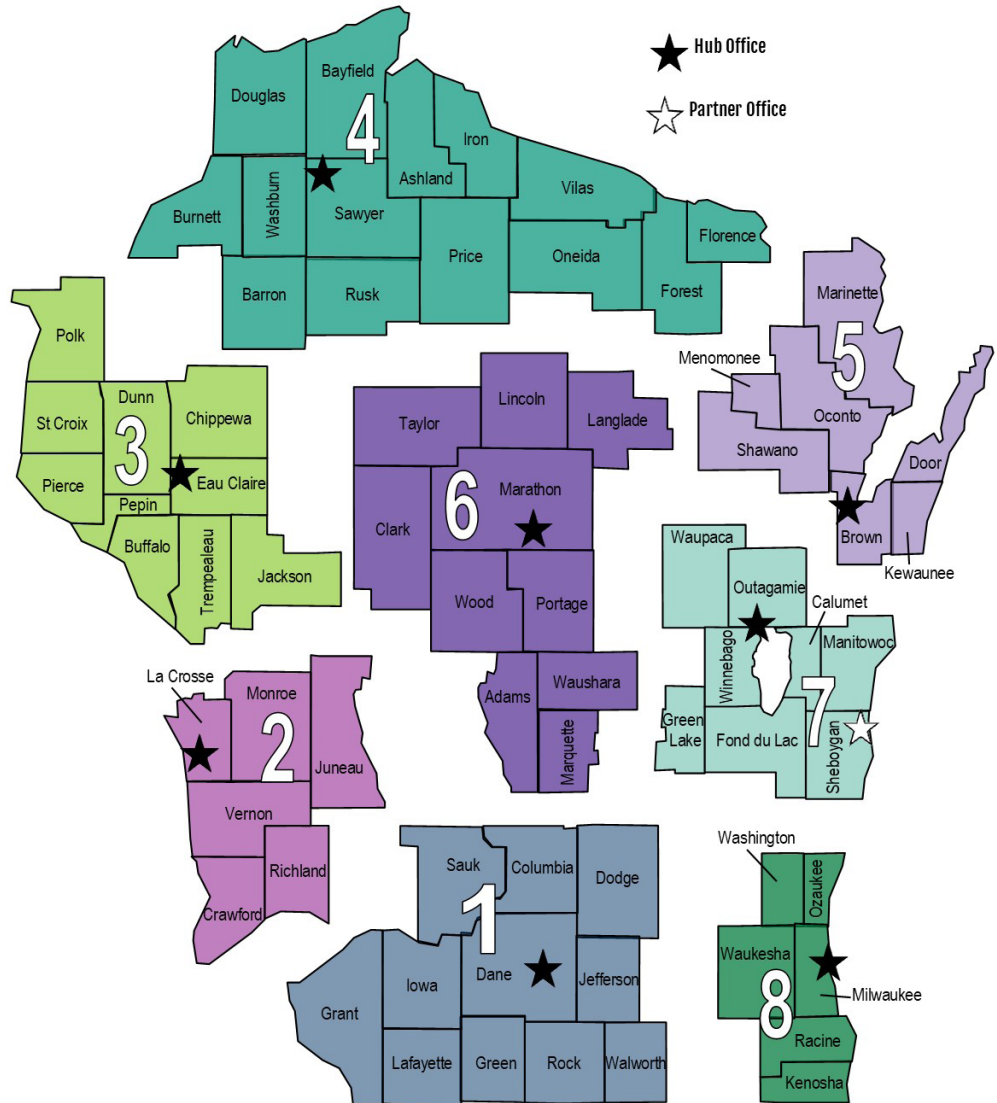 Hub Office
Partner Office
Bayfield
Douglas
4
Iron
Ashland
Vilas
Washburn
Burnett
Sawyer
Florence
Price
Oneida
Forest
Barron
Rusk
Marinette
5
Menomonee
Oconto
Shawano
Door
Brown
Kewaunee
Polk
Dunn
Chippewa
St Croix
3
Pierce
Eau Claire
Pepin
Buffalo
Trempealeau
Jackson
Lincoln
Langlade
Taylor
Marathon
6
Clark
Wood
Portage
Adams
Waushara
Marquette
Waupaca
Outagamie
Calumet
Winnebago
Manitowoc
7
Green
Lake
Fond du Lac
Sheboygan
La Crosse
Monroe
2
Juneau
Vernon
Richland
Crawford
Sauk
Columbia
Dodge
1
Dane
Jefferson
Iowa
Grant
Lafayette
Green
Rock
Walworth
Washington
Ozaukee
Waukesha
8
Milwaukee
Racine
Kenosha